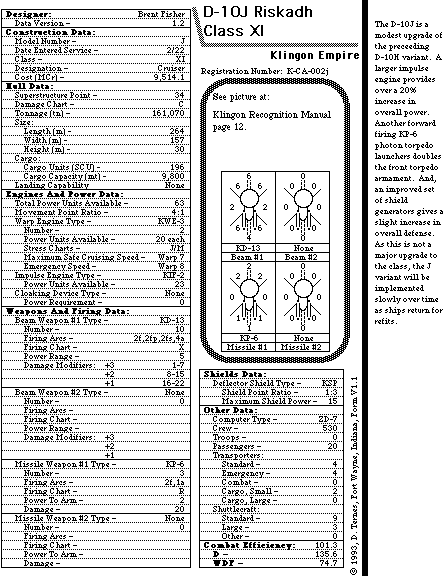 Designer: Brent Fisher
Data Version - 1.2
Construction Data:
Model Number - J
Date Entered Service - 2/22
Class - XI
Designation - Cruiser
Cost (MCr) - 9,514.1
Hull Data:
Superstructure Point - 34
Damage Chart - C
Tonnage (tn) - 161,070
Size:
Length (m) - 264
Width (m) - 157
Height (m) - 30
Cargo:
Cargo Units (SCU) - 196
Cargo Capacity (mt) - 9,800
Landing Capability None
Engines And Power Data:
Total Power Units Available - 63
Movement Point Ratio - 4:1
Warp Engine Type - KWE-3
Number - 2
Power Units Available - 20 each
Stress Charts - J/M
Maximum Safe Cruising Speed - Warp 7
Emergency Speed - Warp 8
Impulse Engine Type - KIF-2
Power Units Available - 23
Cloaking Device Type - None
Power Requirement - 0
Weapons And Firing Data:
Beam Weapon #1 Type - KD-13
Number - 10
Firing Arcs - 2f,2fp,2fs,4a
Firing Chart - K
Power Range - 5
Damage Modifiers: +3 1-7
+2 8-15
+1 16-22
Beam Weapon #2 Type - None
Number - 0
Firing Arcs -
Firing Chart -
Power Range -
Damage Modifiers: +3
+2
+1
Missile Weapon #1 Type - KP-6
Number - 3
Firing Arcs - 2f,1a
Firing Chart - R
Power To Arm - 2
Damage - 20
Missile Weapon #2 Type - None
Number - 0
Firing Arcs -
Firing Chart -
Power To Arm -
Damage -
D-10J Riskadh
Class XI
Klingon Empire
Registration Number: K-CA-002j
See picture at:
Klingon Recognition Manual
page 12.
KD-13 None
Beam #1 Beam #2
KP-6 None
Missile #1 Missile #2
Shields Data:
Deflector Shield Type - KSP
Shield Point Ratio - 1:3
Maximum Shield Power - 15
Other Data:
Computer Type - ZD-7
Crew - 530
Troops - 0
Passengers - 20
Transporters:
Standard - 4
Emergency - 4
Combat - 0
Cargo, Small - 2
Cargo, Large - 0
Shuttlecraft:
Standard - 9
Large - 3
Other - 0
Combat Efficiency: 101.3
D - 135.6
WDF - 74.7
© 1993, D. Ternes, Fort Wayne, Indiana, Form V1.1
The D-10J is a
modest upgrade of
the preceeding
D-10H variant. A
larger impulse
engine provides
over a 20%
increase in
overall power.
Another forward
firing KP-6
photon torpedo
launchers doubles
the front torpedo
armament. And,
an improved set
of shield
generators gives a
slight increase in
overall defense.
As this is not a
major upgrade to
the class, the J
variant will be
implemented
slowly over time
as ships return for
refits.